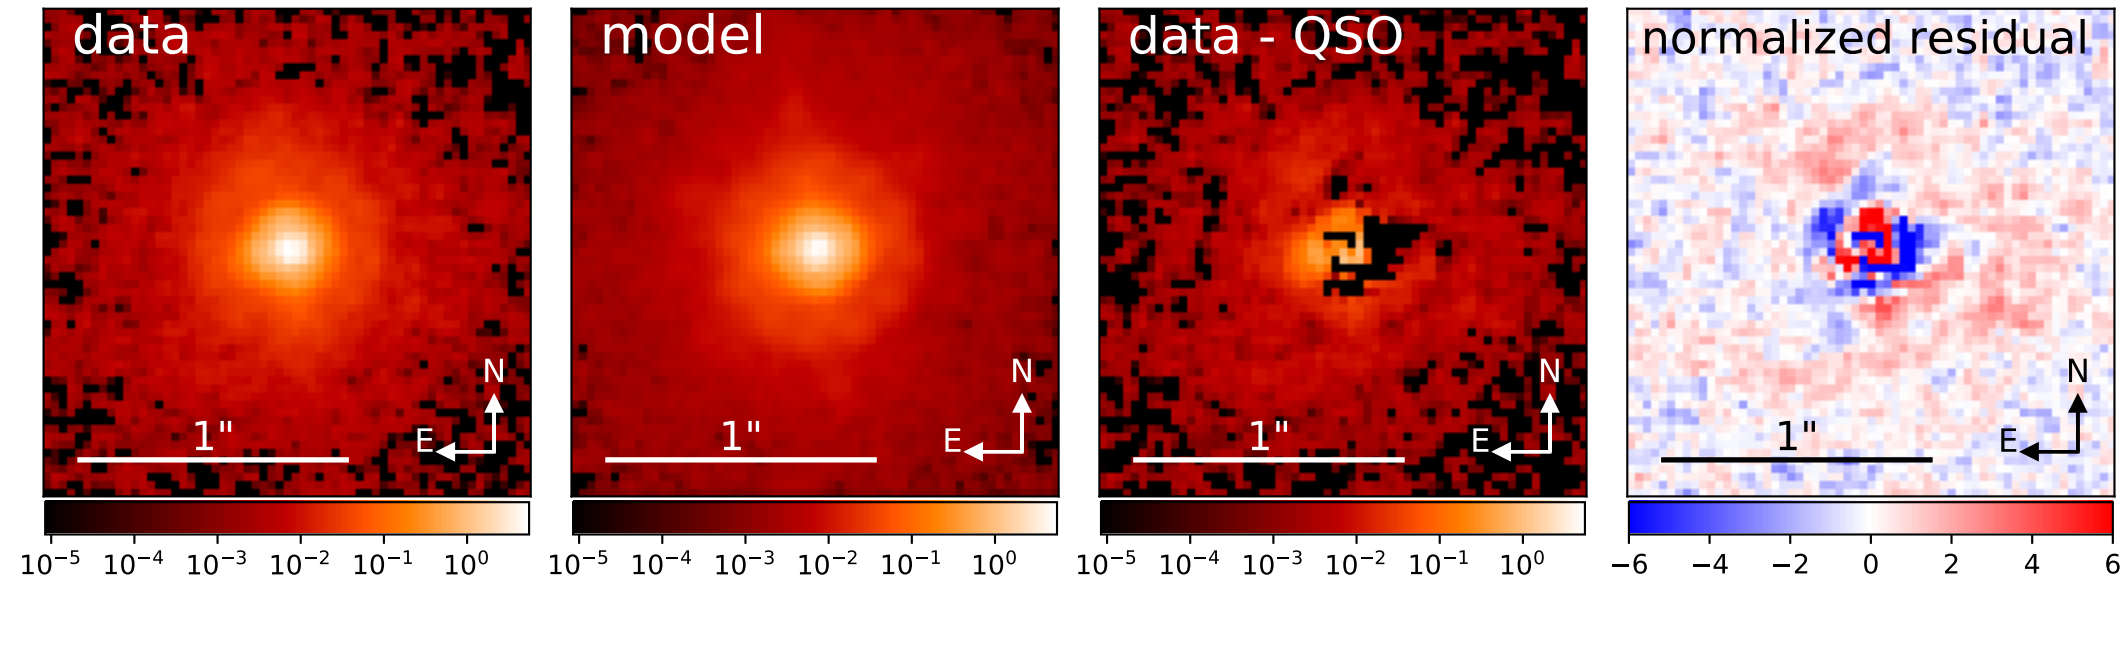 data
model
data - QSO
normalized residual
N
N
N
N
1"
E
1"
E
1"
E
1"
E
10⁻⁵ 10⁻⁴ 10⁻³ 10⁻² 10⁻¹ 10⁰
10⁻⁵ 10⁻⁴ 10⁻³ 10⁻² 10⁻¹ 10⁰
10⁻⁵ 10⁻⁴ 10⁻³ 10⁻² 10⁻¹ 10⁰
−6 −4 −2 0 2 4 6